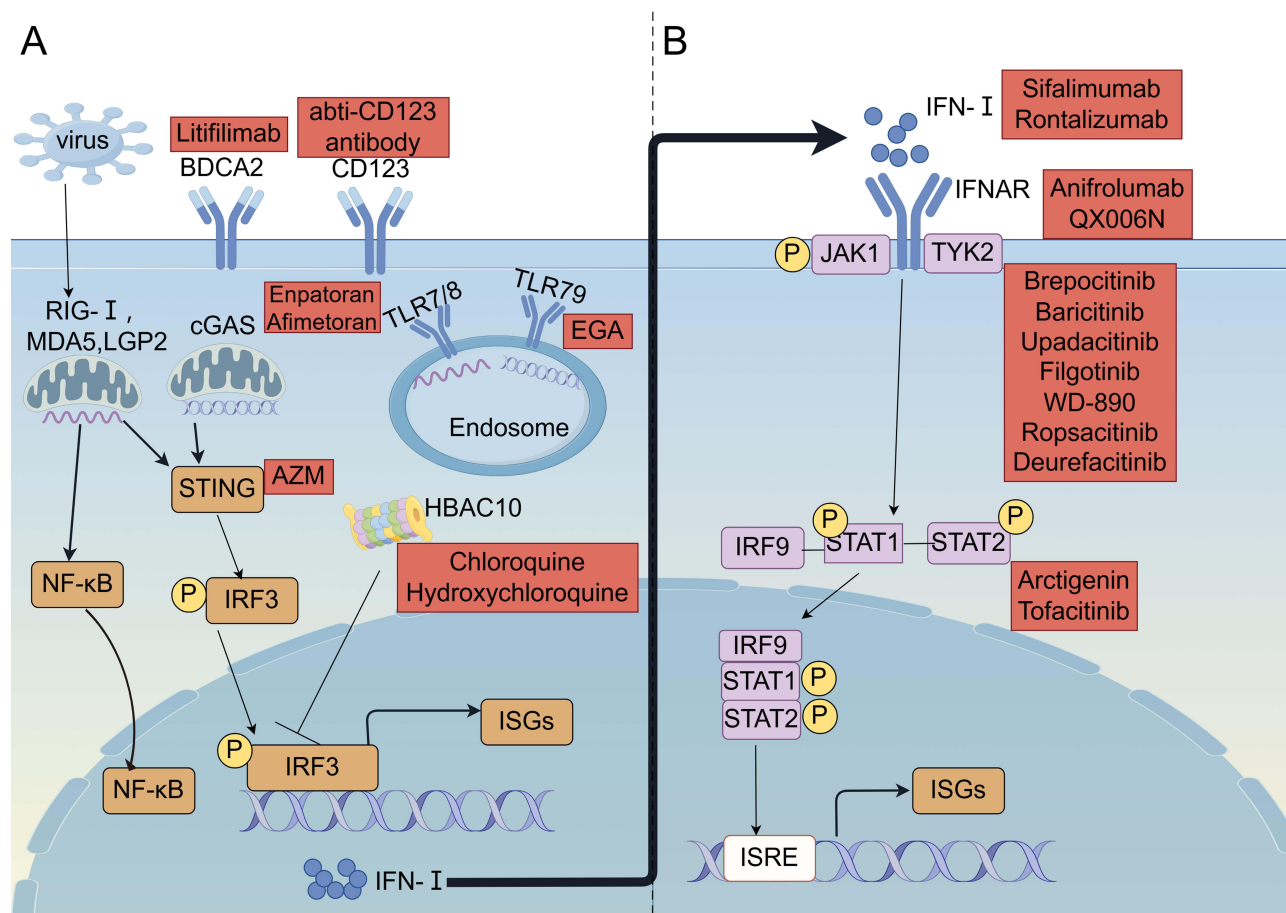 A
virus
Litifilimab
BDCA2
abti-CD123
antibody
CD123
RIG-Ⅰ,
MDA5,LGP2
cGAS
Enpatoran
Afimetoran
TLR7/8
TLR79
EGA
Endosome
STING
AZM
HBAC10
Chloroquine
Hydroxychloroquine
NF-κB
P
IRF3
P
IRF3
ISGs
NF-κB
IFN-Ⅰ
B
IFN-Ⅰ
Sifalimumab
Rontalizumab
IFNAR
Anifrolumab
QX006N
P
JAK1
TYK2
Brepocitinib
Baricitinib
Upadacitinib
Filgotinib
WD-890
Ropsacitinib
Deurefacitinib
IRF9
P
STAT1
P
STAT2
Arctigenin
Tofacitinib
IRF9
STAT1
P
STAT2
P
ISGs
ISRE